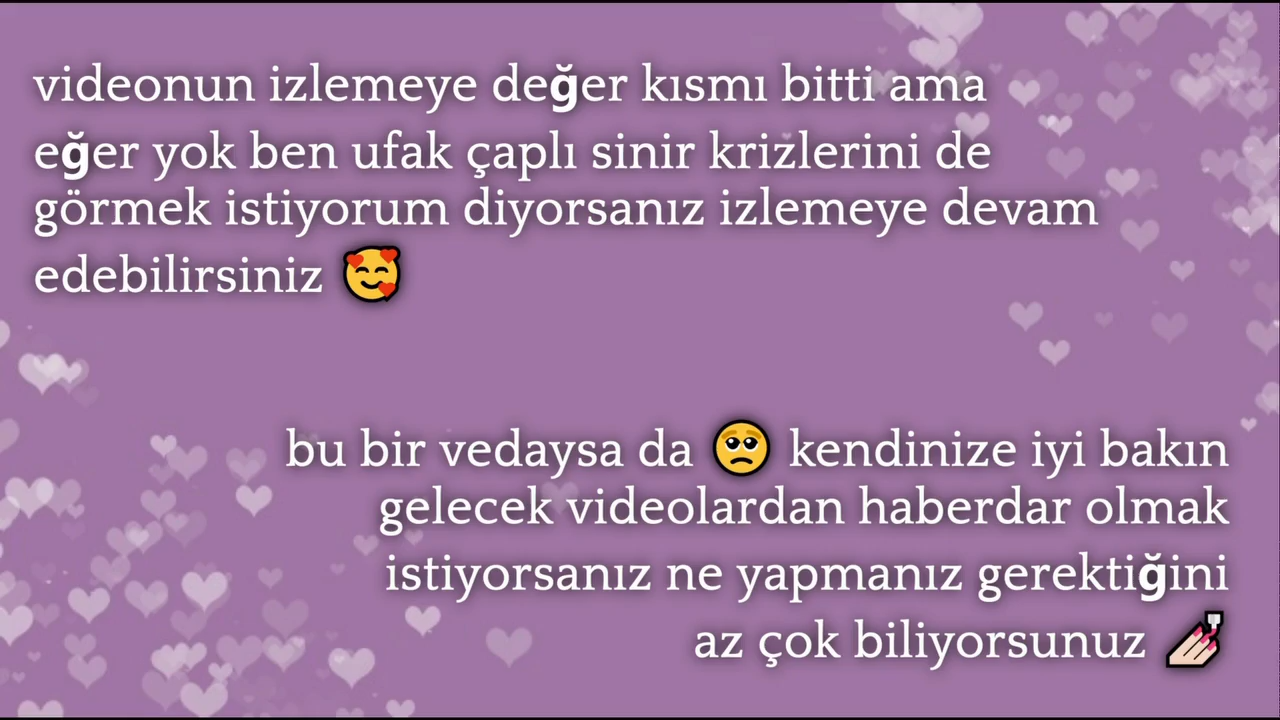 videonun izlemeye değer kısmı bitti ama
eğer yok ben ufak çaplı sinir krizlerini de
görmek istiyorum diyorsanız izlemeye devam
edebilirsiniz 🥰
bu bir vedaysa da 🥺 kendinize iyi bakın
gelecek videolardan haberdar olmak
istiyorsanız ne yapmanız gerektiğini
az çok biliyorsunuz 💅🏻